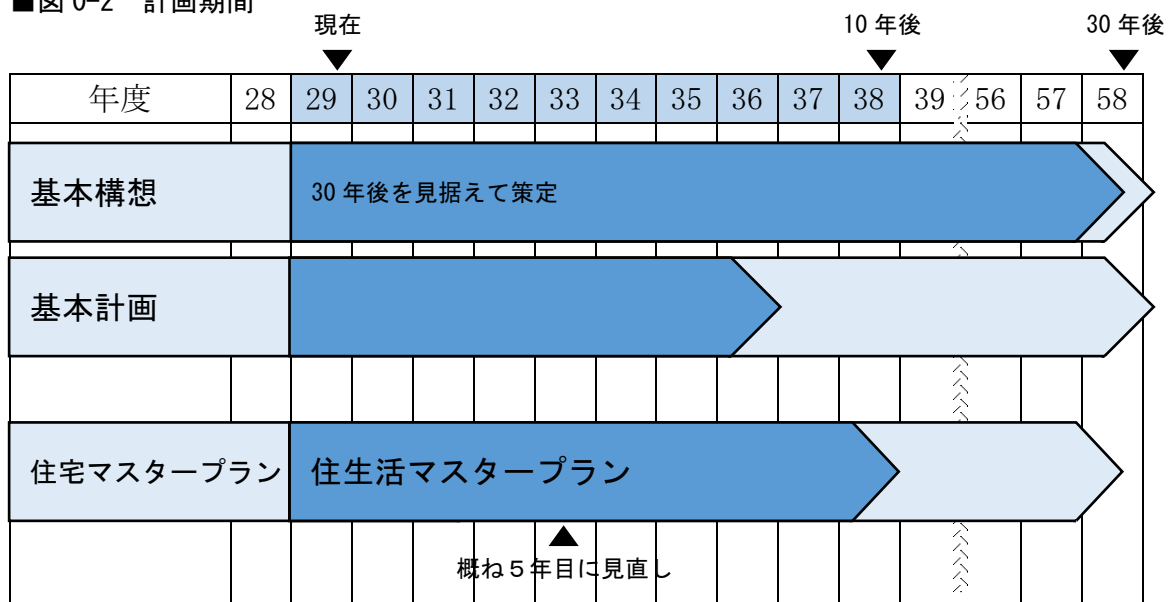 ■図 0-2 計画期間
現在 10 年後 30 年後
年度 28 29 30 31 32 33 34 35 36 37 38 39 56 57 58
基本構想 30 年後を見据えて策定
基本計画
住宅マスタープラン 住生活マスタープラン
概ね５年目に見直し